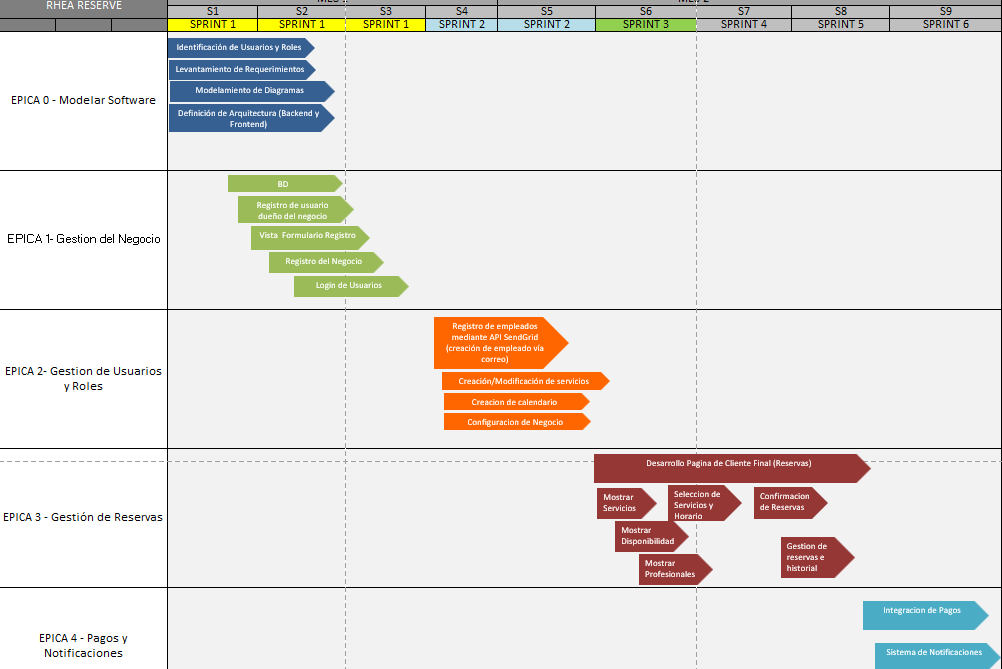 RHEA RESERVE
S1 S2 S3 S4 S5 S6 S7 S8 S9
SPRINT 1 SPRINT 1 SPRINT 1 SPRINT 2 SPRINT 2 SPRINT 3 SPRINT 4 SPRINT 5 SPRINT 6
EPICA 0 - Modelar Software
Identificación de Usuarios y Roles
Levantamiento de Requerimientos
Modelamiento de Diagramas
Definición de Arquitectura (Backend y
Frontend)
EPICA 1- Gestion del Negocio
BD
Registro de usuario
dueño del negocio
Vista Formulario Registro
Registro del Negocio
Login de Usuarios
EPICA 2- Gestion de Usuarios
y Roles
Registro de empleados
mediante API SendGrid
(creación de empleado vía
correo)
Creación/Modificación de servicios
Creacion de calendario
Configuracion de Negocio
EPICA 3 - Gestión de Reservas
Desarrollo Pagina de Cliente Final (Reservas)
Mostrar
Servicios
Seleccion de
Servicios y
Horario
Confirmacion
de Reservas
Mostrar
Disponibilidad
Mostrar
Profesionales
Gestion de
reservas e
historial
EPICA 4 - Pagos y
Notificaciones
Integracion de Pagos
Sistema de Notificaciones